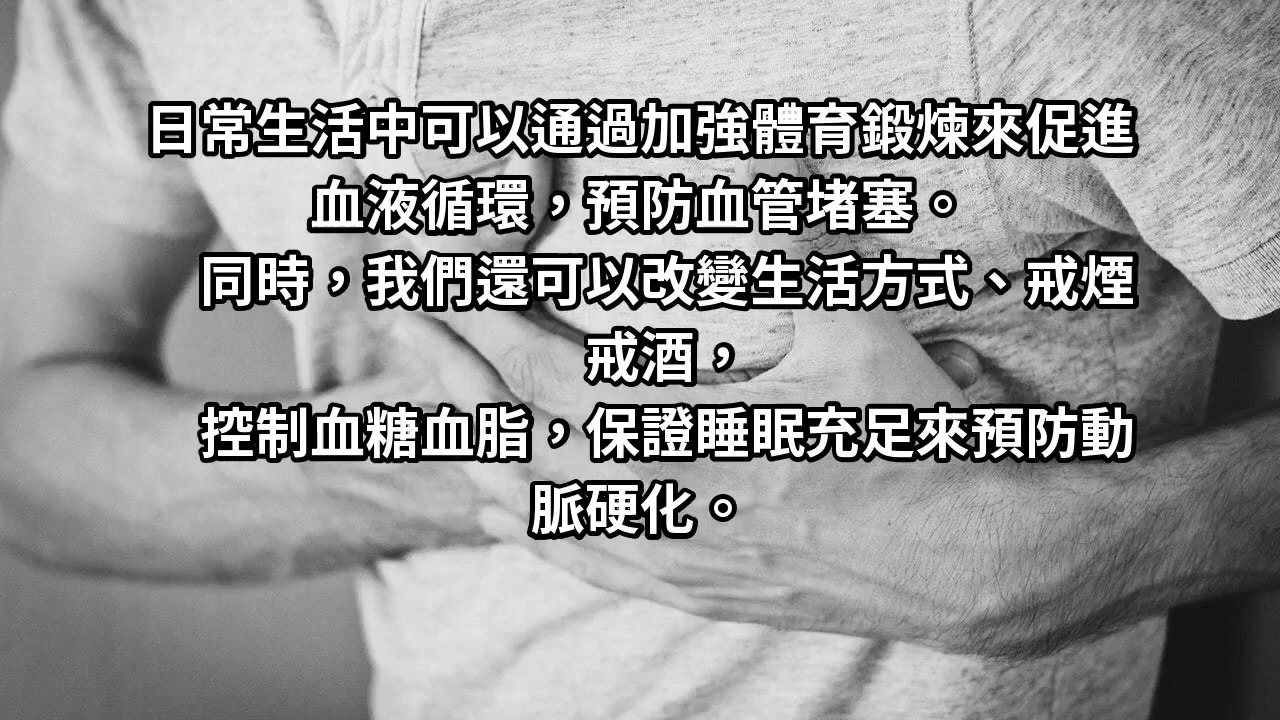 日常生活中可以通過加強體育鍛煉來促進
血液循環，預防血管堵塞。
同時，我們還可以改變生活方式、戒煙
戒酒，
控制血糖血脂，保證睡眠充足來預防動
脈硬化。